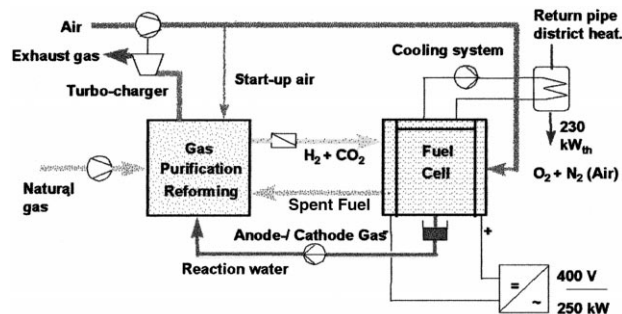 Air
Exhaust gas
Turbo-charger
Start-up air
Cooling system
Return pipe
district heat.
230
kWth
O2 + N2 (Air)
Gas
Purification
Reforming
H2 + CO2
Fuel
Cell
Natural
gas
Spent Fuel
Anode-/ Cathode Gas
-
+
Reaction water
=
~
400 V
250 kW